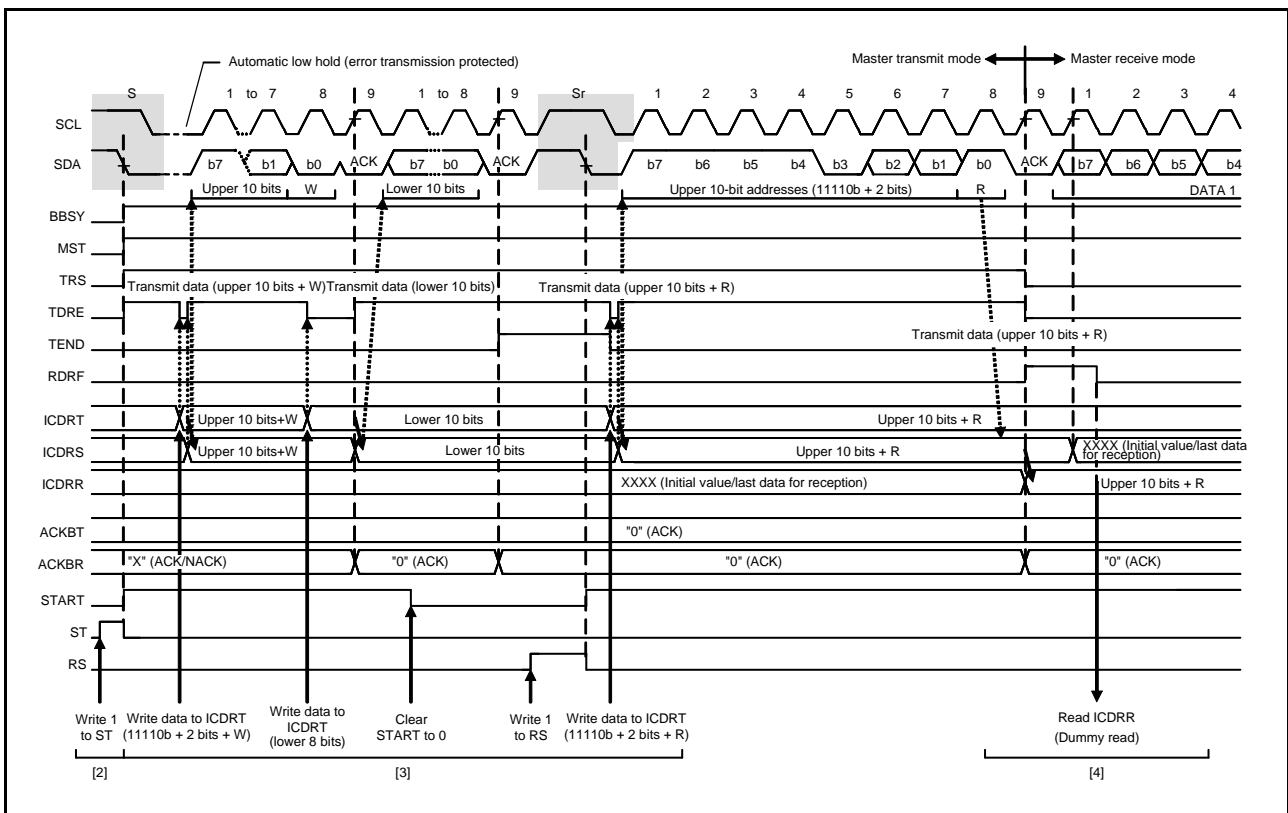 Automatic low hold (error transmission protected)
Master transmit mode
Master receive mode
S
1 to 7 8 9 1 to 8 9 Sr 1 2 3 4 5 6 7 8 9 1 2 3 4
SCL
SDA
b7 b1 b0 ACK b7 b0 ACK b7 b6 b5 b4 b3 b2 b1 b0 ACK b7 b6 b5 b4
Upper 10 bits W Lower 10 bits Upper 10-bit addresses (11110b + 2 bits) R DATA 1
BBSY
MST
TRS
Transmit data (upper 10 bits + W) Transmit data (lower 10 bits) Transmit data (upper 10 bits + R)
TDRE
Transmit data (upper 10 bits + R)
TEND
RDRF
ICDRT Upper 10 bits+W Lower 10 bits Upper 10 bits + R
ICDRS Upper 10 bits+W Lower 10 bits Upper 10 bits + R XXXX (Initial value/last data
for reception)
ICDRR XXXX (Initial value/last data for reception) Upper 10 bits + R
ACKBT "0" (ACK)
ACKBR "X" (ACK/NACK) "0" (ACK) "0" (ACK) "0" (ACK)
START
ST
RS
Write 1
to ST
Write data to ICDRT
(11110b + 2 bits + W)
Write data to
ICDRT
(lower 8 bits)
Clear
START to 0
Write 1
to RS
Write data to ICDRT
(11110b + 2 bits + R)
Read ICDRR
(Dummy read)
[2] [3] [4]